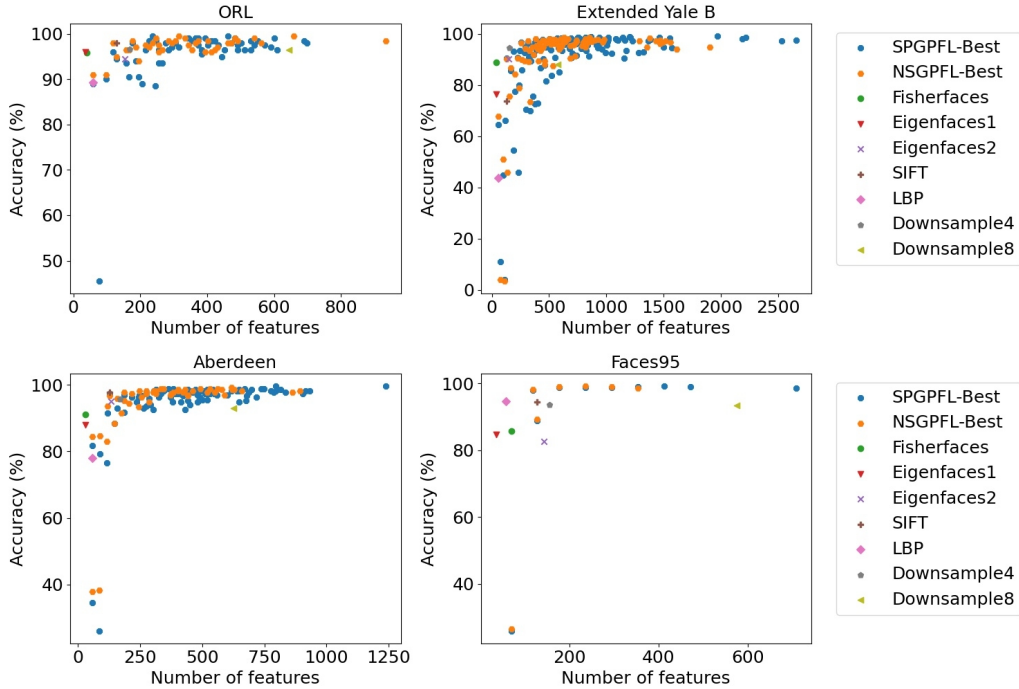 ORL
100
90
80
70
60
50
Accuracy (%)
0 200 400 600 800
Number of features
Extended Yale B
100
80
60
40
20
0
Accuracy (%)
0 500 1000 1500 2000 2500
Number of features
SPGPFL-Best
NSGPFL-Best
Fisherfaces
Eigenfaces1
Eigenfaces2
SIFT
LBP
Downsample4
Downsample8
Aberdeen
100
80
60
40
Accuracy (%)
0 250 500 750 1000 1250
Number of features
Faces95
100
80
60
40
Accuracy (%)
200 400 600
Number of features
SPGPFL-Best
NSGPFL-Best
Fisherfaces
Eigenfaces1
Eigenfaces2
SIFT
LBP
Downsample4
Downsample8